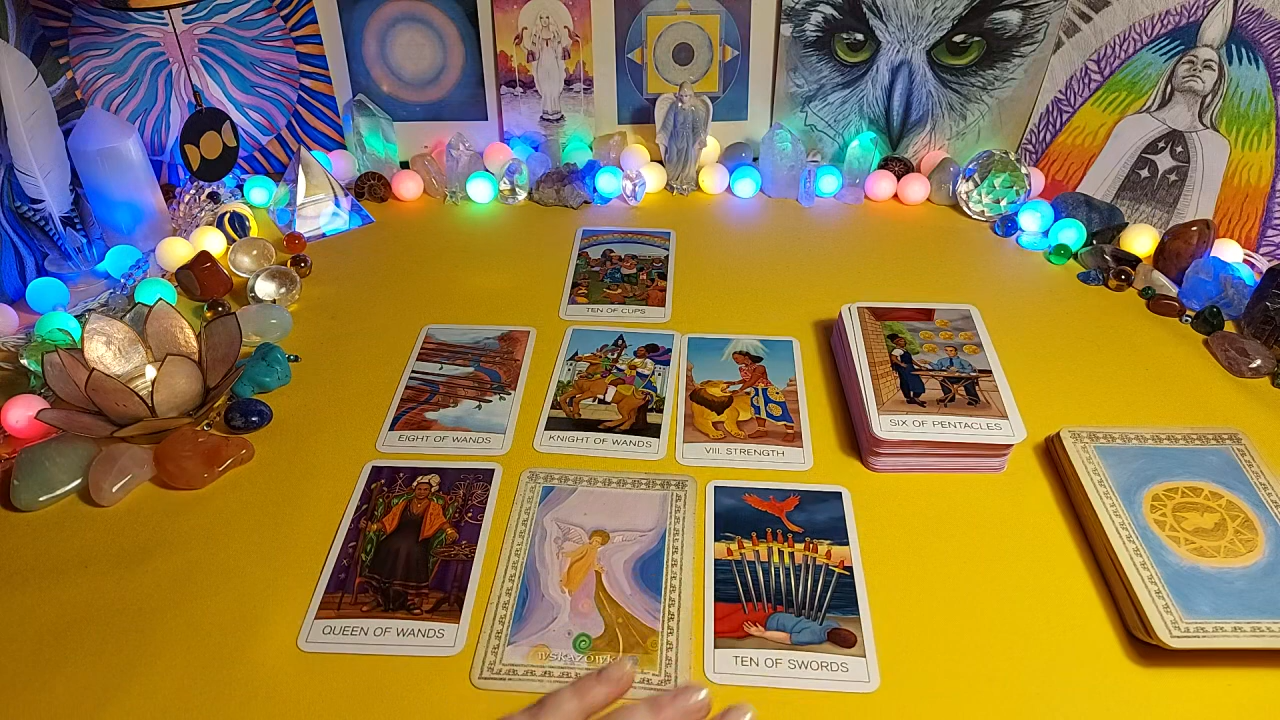 TEN OF CUPS
EIGHT OF WANDS
KNIGHT OF WANDS
VIII. STRENGTH
SIX OF PENTACLES
QUEEN OF WANDS
WSKAZÓWK
TEN OF SWORDS